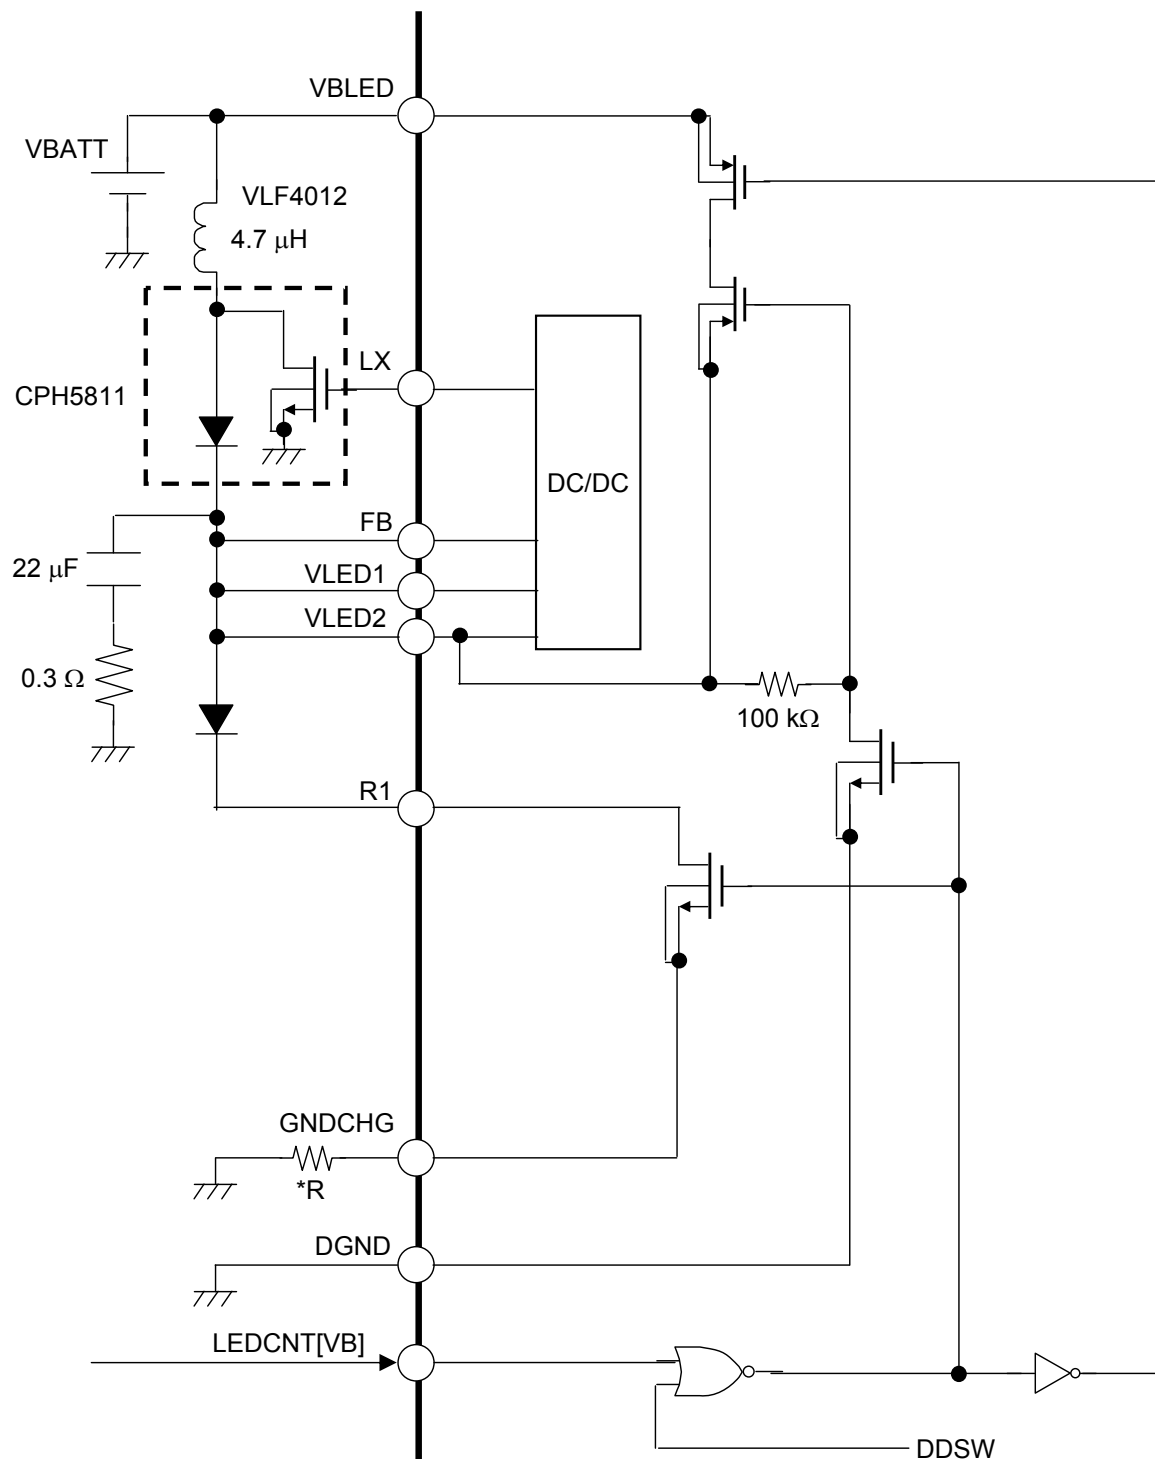 VBLED
VBATT
VLF4012
4.7 μH
LX
CPH5811
DC/DC
FB
22 μF
VLED1
VLED2
0.3 Ω
100 kΩ
R1
GNDCHG
*R
DGND
LEDCNT[VB]
DDSW